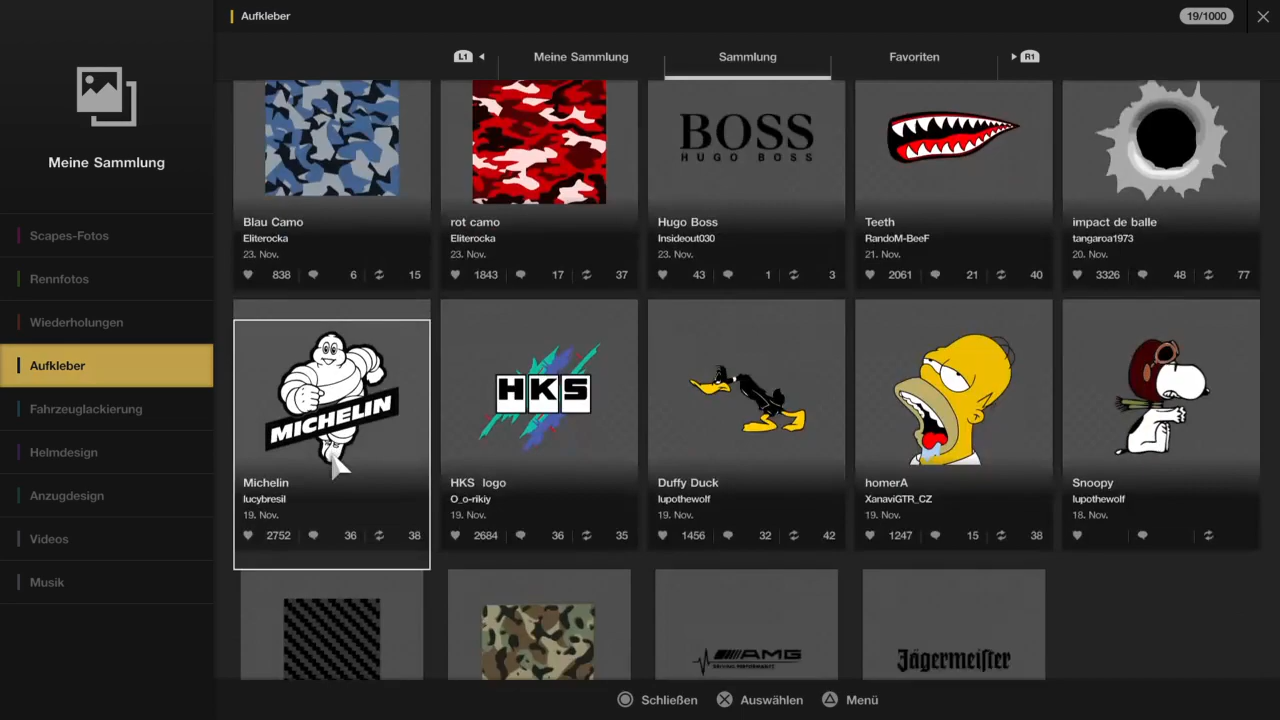 Aufkleber
19/1000
L1
Meine Sammlung
Sammlung
Favoriten
R1
Meine Sammlung
Scapes-Fotos
Rennfotos
Wiederholungen
Aufkleber
Fahrzeuglackierung
Helmdesign
Anzugdesign
Videos
Musik
BOSS
HUGO BOSS
Blau Camo
Eliterocka
23. Nov.
838 6 15
rot camo
Eliterocka
23. Nov.
1843 17 37
Hugo Boss
Insideout030
23. Nov.
43 1 3
Teeth
RandoM-BeeF
21. Nov.
2061 21 40
impact de balle
tangaroa1973
20. Nov.
3326 48 77
MICHELIN
Michelin
lucybresil
19. Nov.
2752 36 38
HKS
HKS logo
O_o-rikiy
19. Nov.
2684 36 35
Duffy Duck
lupothewolf
19. Nov.
1456 32 42
homerA
XanaviGTR_CZ
19. Nov.
1247 15 38
Snoopy
lupothewolf
18. Nov.
AMG
DRIVING PERFORMANCE
Jägermeister
Schließen
Auswählen
Menü